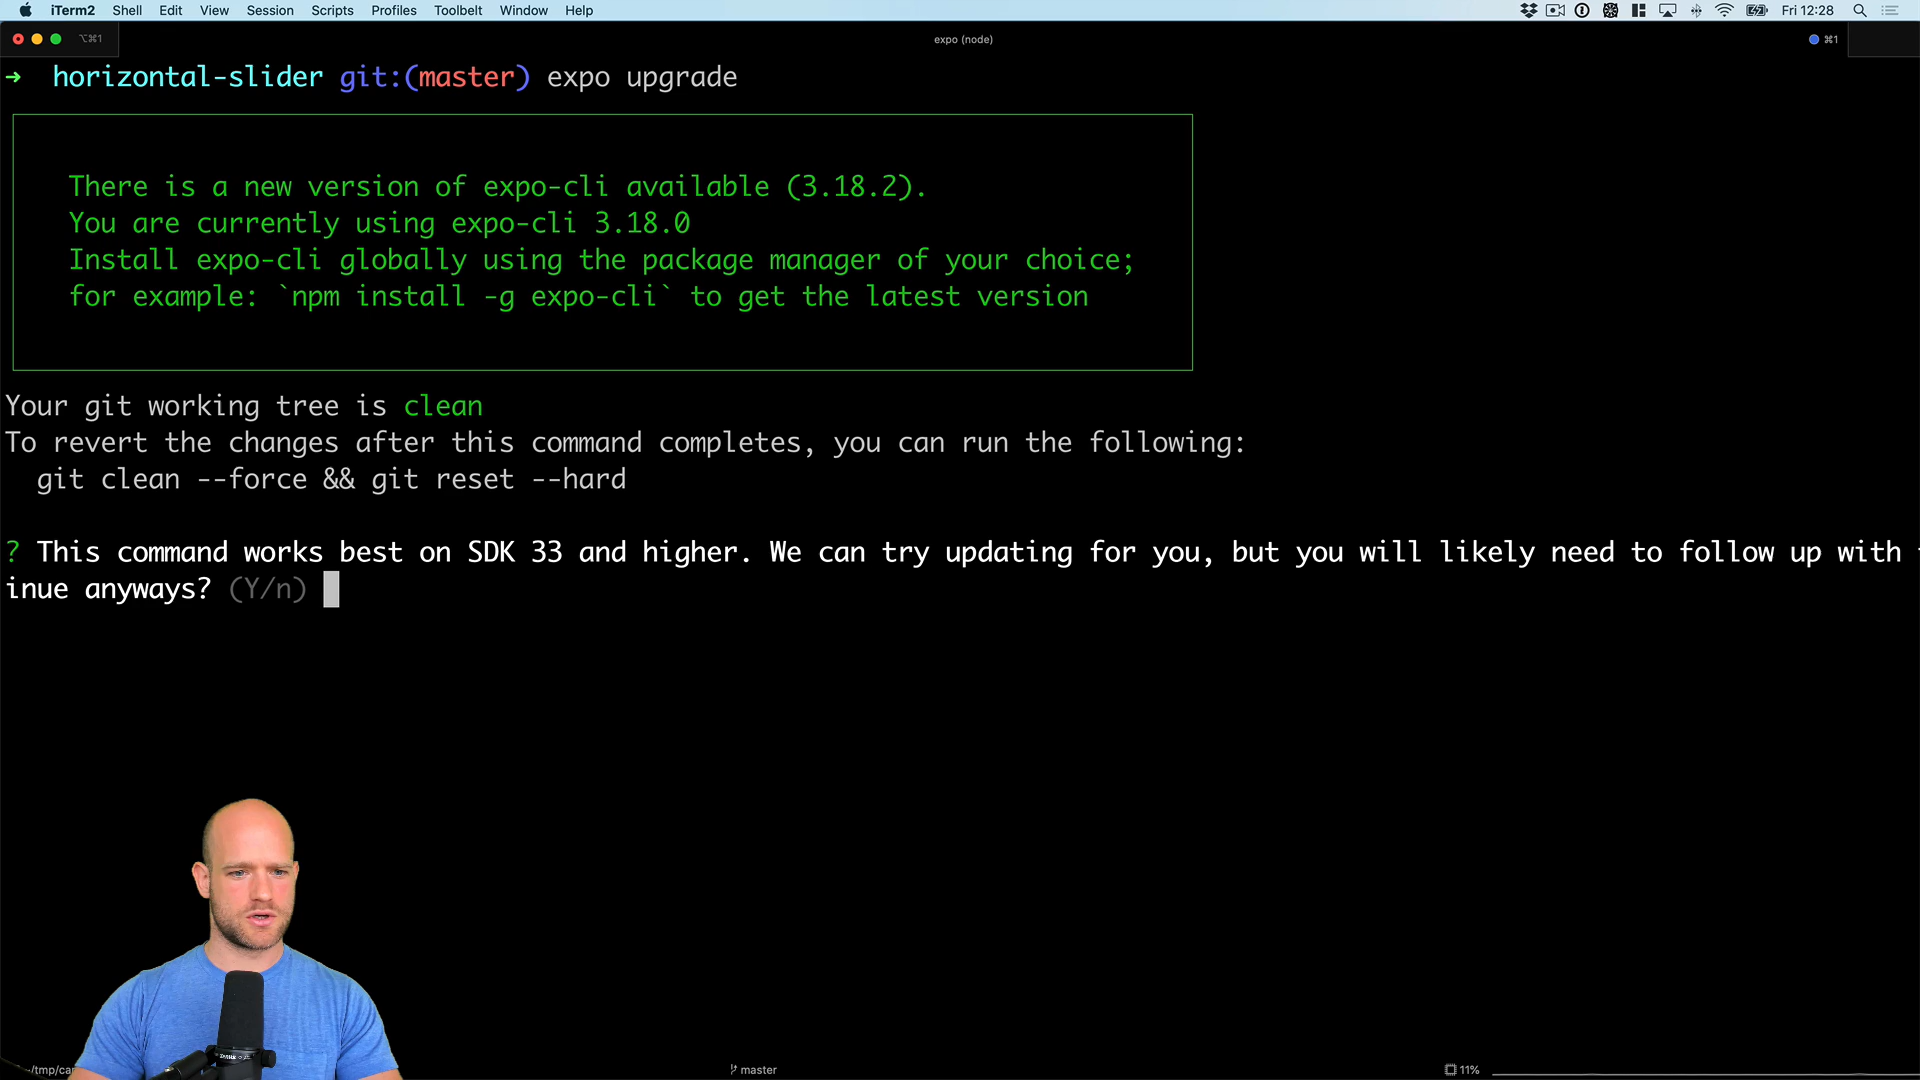 iTerm2 Shell Edit View Session Scripts Profiles Toolbelt Window Help Fri 12:28
⌥⌘1 expo (node) ⌘1
➜ horizontal-slider git:(master) expo upgrade
There is a new version of expo-cli available (3.18.2).
You are currently using expo-cli 3.18.0
Install expo-cli globally using the package manager of your choice;
for example: `npm install -g expo-cli` to get the latest version
Your git working tree is clean
To revert the changes after this command completes, you can run the following:
git clean --force && git reset --hard
? This command works best on SDK 33 and higher. We can try updating for you, but you will likely need to follow up with
inue anyways? (Y/n)
master 11%